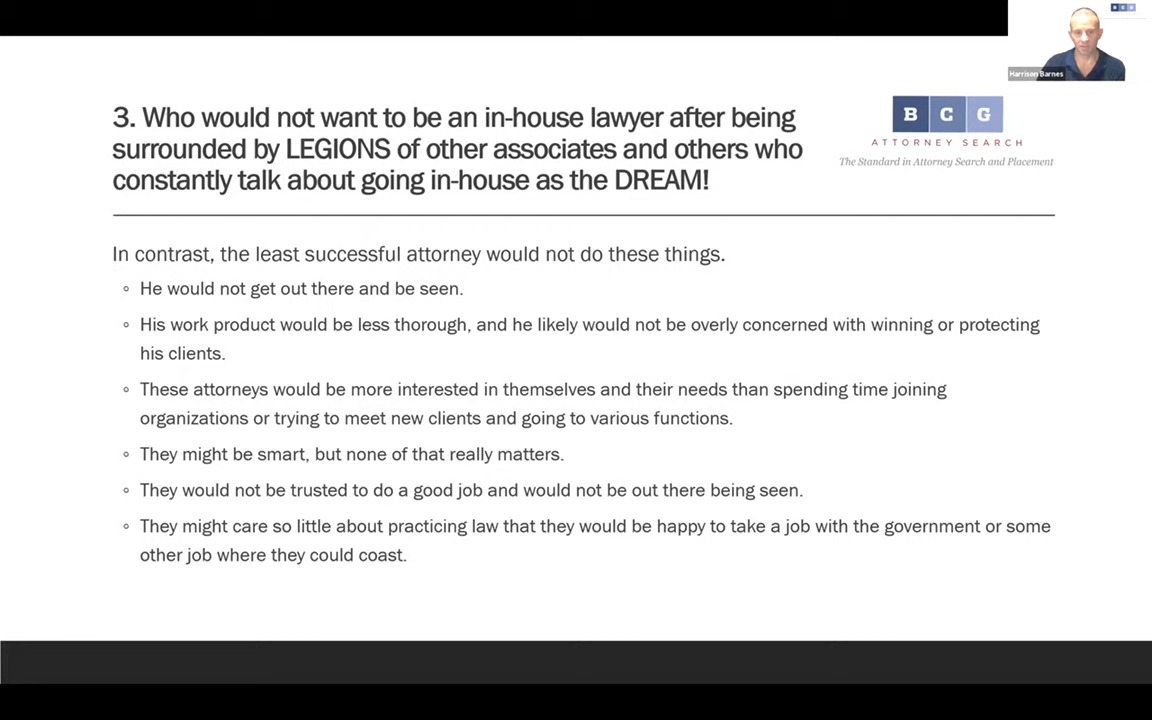 B C G
Harrison Barnes
3. Who would not want to be an in-house lawyer after being
surrounded by LEGIONS of other associates and others who
constantly talk about going in-house as the DREAM!
B C G
ATTORNEY SEARCH
The Standard in Attorney Search and Placement
In contrast, the least successful attorney would not do these things.
◦ He would not get out there and be seen.
◦ His work product would be less thorough, and he likely would not be overly concerned with winning or protecting
his clients.
◦ These attorneys would be more interested in themselves and their needs than spending time joining
organizations or trying to meet new clients and going to various functions.
◦ They might be smart, but none of that really matters.
◦ They would not be trusted to do a good job and would not be out there being seen.
◦ They might care so little about practicing law that they would be happy to take a job with the government or some
other job where they could coast.